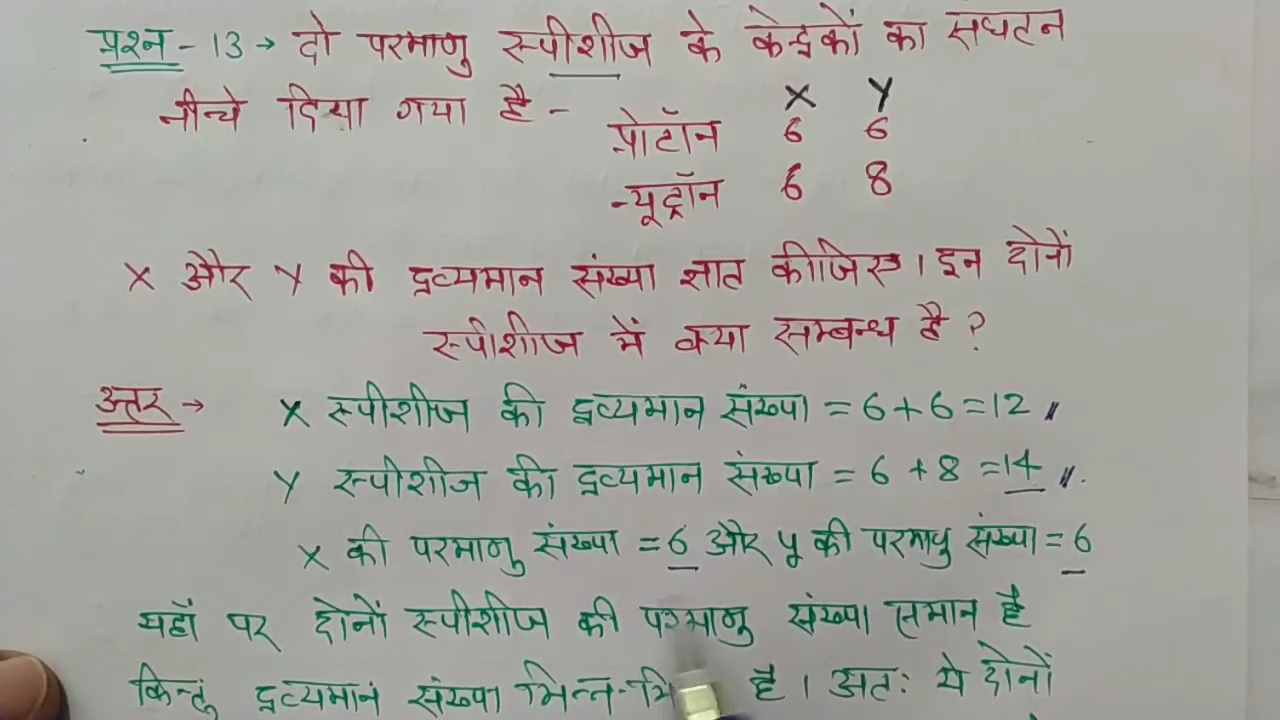 प्रश्न - 13 → दो परमाणु स्पीशीज के केन्द्रकों का संघटन
नीचे दिया गया है -
X Y
प्रोटॉन 6 6
न्यूट्रॉन 6 8
X और Y की द्रव्यमान संख्या ज्ञात कीजिए। इन दोनों
स्पीशीज में क्या सम्बन्ध है ?
उत्तर → X स्पीशीज की द्रव्यमान संख्या = 6 + 6 = 12 〃
Y स्पीशीज की द्रव्यमान संख्या = 6 + 8 = 14 〃.
X की परमाणु संख्या = 6 और y की परमाणु संख्या = 6
यहाँ पर दोनों स्पीशीज की परमाणु संख्या समान है
किन्तु द्रव्यमान संख्या भिन्न- है । अतः ये दोनों